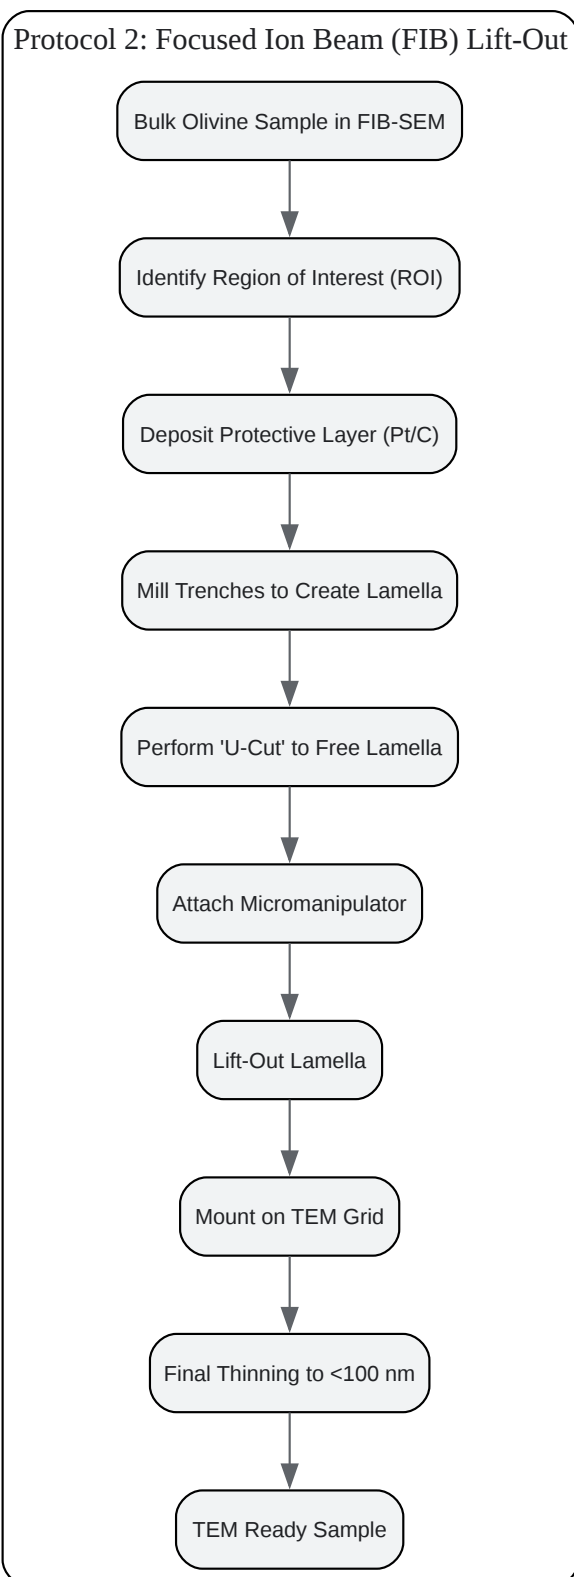 Protocol 2: Focused Ion Beam (FIB) Lift-Out
Bulk Olivine Sample in FIB-SEM
Identify Region of Interest (ROI)
Deposit Protective Layer (Pt/C)
Mill Trenches to Create Lamella
Perform 'U-Cut' to Free Lamella
Attach Micromanipulator
Lift-Out Lamella
Mount on TEM Grid
Final Thinning to <100 nm
TEM Ready Sample